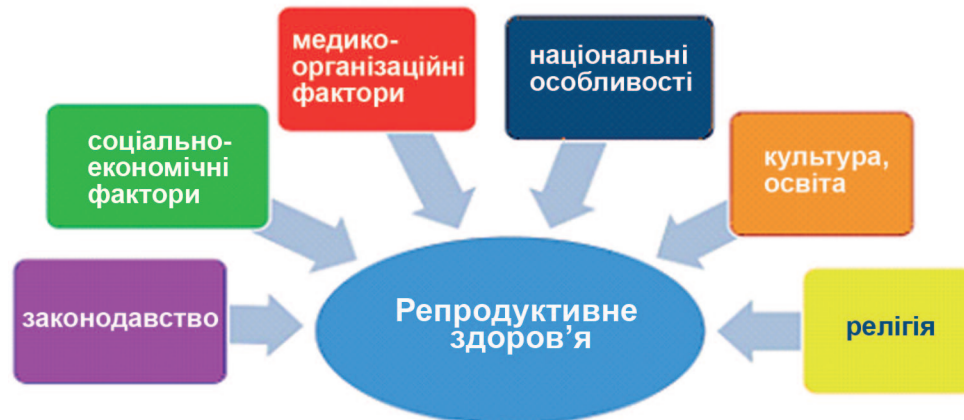 медико-
організаційні
фактори
національні
особливості
соціально-
економічні
фактори
культура,
освіта
законодавство
Репродуктивне
здоров’я
релігія